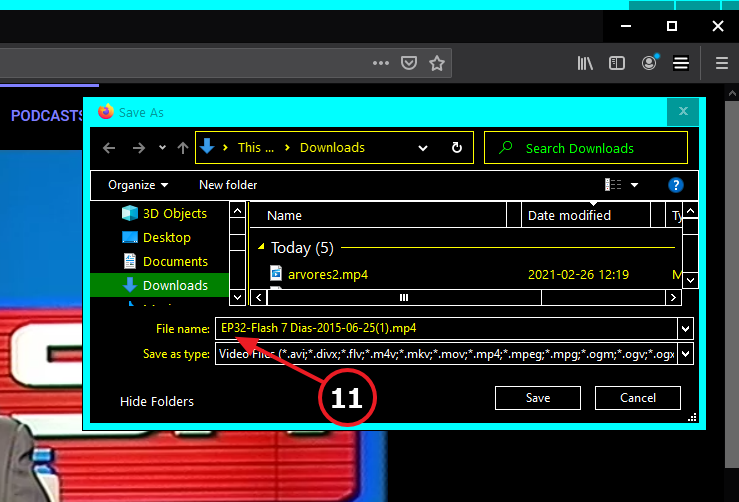 PODCASTS
Save As
This ... Downloads
Search Downloads
Organize
New folder
3D Objects
Desktop
Documents
Downloads
Name
Date modified
Today (5)
arvores2.mp4
2021-02-26 12:19
M
File name:
EP32-Flash 7 Dias-2015-06-25(1).mp4
Save as type:
Video Files (*.avi;*.divx;*.flv;*.m4v;*.mkv;*.mov;*.mp4;*.mpeg;*.mpg;*.ogm;*.ogv;*.ogx
11
Hide Folders
Save
Cancel